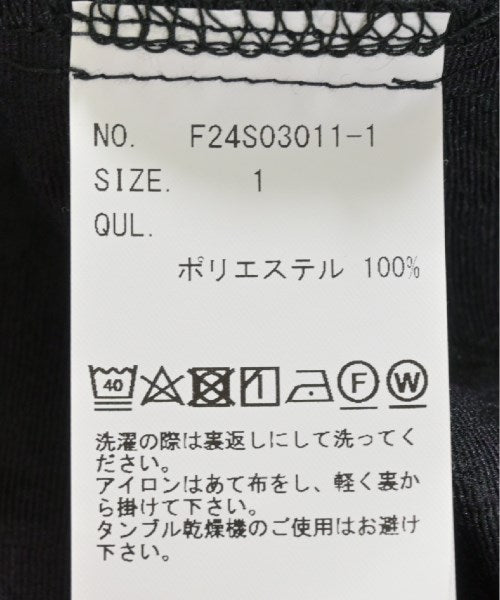 NO. F24S03011-1
SIZE. 1
QUL.
ポリエステル 100%
40 F W
洗濯の際は裏返しにして洗ってく
ださい。
アイロンはあて布をし、軽く裏か
ら掛けて下さい。
タンブル乾燥機のご使用はお避け
下さい。